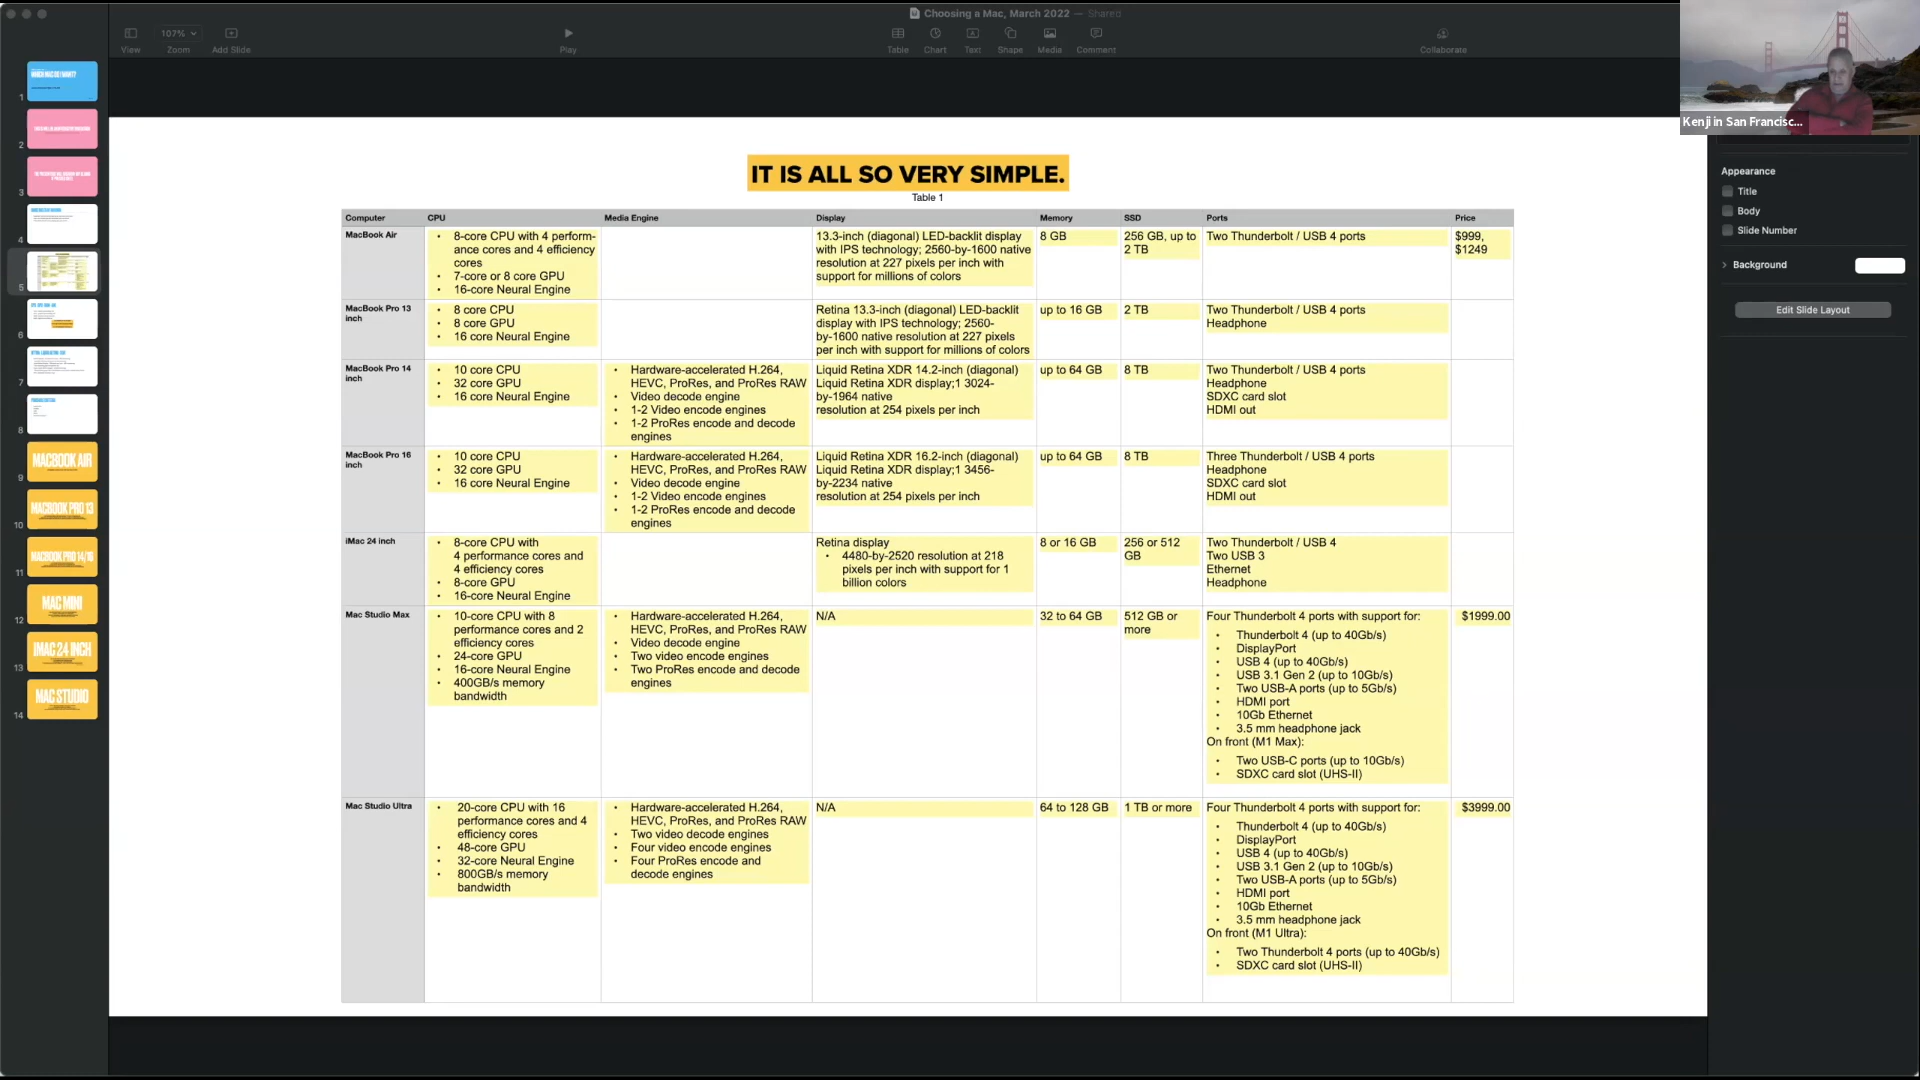 Choosing a Mac, March 2022 — Shared
107%
View Zoom Add Slide Play Table Chart Text Shape Media Comment Collaborate
Kenji in San Francisc...
WHICH MAC DO I WANT?
1
2
3
4
5
6
7
8
MACBOOK AIR
9
MACBOOK PRO 13
10
MACBOOK PRO 14/16
11
MAC MINI
12
IMAC 24 INCH
13
MAC STUDIO
14
IT IS ALL SO VERY SIMPLE.
Table 1
Computer CPU Media Engine Display Memory SSD Ports Price
MacBook Air
• 8-core CPU with 4 perform-
ance cores and 4 efficiency
cores
• 7-core or 8 core GPU
• 16-core Neural Engine
13.3-inch (diagonal) LED-backlit display
with IPS technology; 2560-by-1600 native
resolution at 227 pixels per inch with
support for millions of colors
8 GB
256 GB, up to
2 TB
Two Thunderbolt / USB 4 ports
$999,
$1249
MacBook Pro 13
inch
• 8 core CPU
• 8 core GPU
• 16 core Neural Engine
Retina 13.3-inch (diagonal) LED-backlit
display with IPS technology; 2560-
by-1600 native resolution at 227 pixels
per inch with support for millions of colors
up to 16 GB
2 TB
Two Thunderbolt / USB 4 ports
Headphone
MacBook Pro 14
inch
• 10 core CPU
• 32 core GPU
• 16 core Neural Engine
• Hardware-accelerated H.264,
HEVC, ProRes, and ProRes RAW
• Video decode engine
• 1-2 Video encode engines
• 1-2 ProRes encode and decode
engines
Liquid Retina XDR 14.2-inch (diagonal)
Liquid Retina XDR display;1 3024-
by-1964 native
resolution at 254 pixels per inch
up to 64 GB
8 TB
Two Thunderbolt / USB 4 ports
Headphone
SDXC card slot
HDMI out
MacBook Pro 16
inch
• 10 core CPU
• 32 core GPU
• 16 core Neural Engine
• Hardware-accelerated H.264,
HEVC, ProRes, and ProRes RAW
• Video decode engine
• 1-2 Video encode engines
• 1-2 ProRes encode and decode
engines
Liquid Retina XDR 16.2-inch (diagonal)
Liquid Retina XDR display;1 3456-
by-2234 native
resolution at 254 pixels per inch
up to 64 GB
8 TB
Three Thunderbolt / USB 4 ports
Headphone
SDXC card slot
HDMI out
iMac 24 inch
• 8-core CPU with
4 performance cores and
4 efficiency cores
• 8-core GPU
• 16-core Neural Engine
Retina display
• 4480-by-2520 resolution at 218
pixels per inch with support for 1
billion colors
8 or 16 GB
256 or 512
GB
Two Thunderbolt / USB 4
Two USB 3
Ethernet
Headphone
Mac Studio Max
• 10-core CPU with 8
performance cores and 2
efficiency cores
• 24-core GPU
• 16-core Neural Engine
• 400GB/s memory
bandwidth
• Hardware-accelerated H.264,
HEVC, ProRes, and ProRes RAW
• Video decode engine
• Two video encode engines
• Two ProRes encode and decode
engines
N/A
32 to 64 GB
512 GB or
more
Four Thunderbolt 4 ports with support for:
• Thunderbolt 4 (up to 40Gb/s)
• DisplayPort
• USB 4 (up to 40Gb/s)
• USB 3.1 Gen 2 (up to 10Gb/s)
• Two USB-A ports (up to 5Gb/s)
• HDMI port
• 10Gb Ethernet
• 3.5 mm headphone jack
On front (M1 Max):
• Two USB-C ports (up to 10Gb/s)
• SDXC card slot (UHS-II)
$1999.00
Mac Studio Ultra
• 20-core CPU with 16
performance cores and 4
efficiency cores
• 48-core GPU
• 32-core Neural Engine
• 800GB/s memory
bandwidth
• Hardware-accelerated H.264,
HEVC, ProRes, and ProRes RAW
• Two video decode engines
• Four video encode engines
• Four ProRes encode and
decode engines
N/A
64 to 128 GB
1 TB or more
Four Thunderbolt 4 ports with support for:
• Thunderbolt 4 (up to 40Gb/s)
• DisplayPort
• USB 4 (up to 40Gb/s)
• USB 3.1 Gen 2 (up to 10Gb/s)
• Two USB-A ports (up to 5Gb/s)
• HDMI port
• 10Gb Ethernet
• 3.5 mm headphone jack
On front (M1 Ultra):
• Two Thunderbolt 4 ports (up to 40Gb/s)
• SDXC card slot (UHS-II)
$3999.00
Appearance
Title
Body
Slide Number
Background
Edit Slide Layout